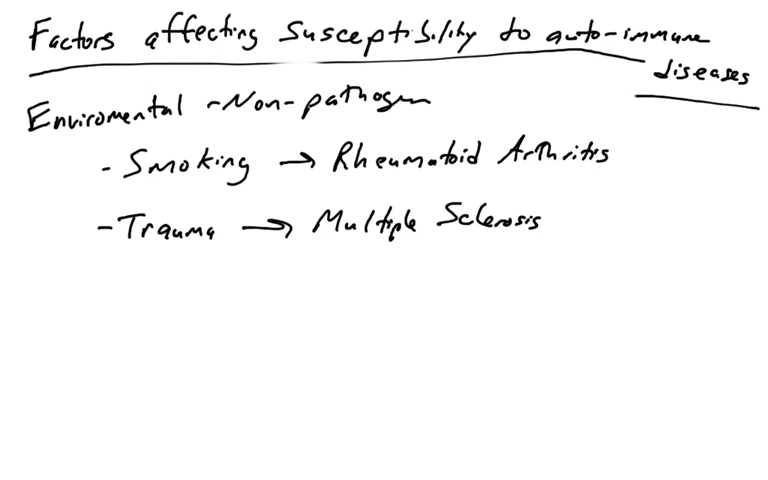 Factors affecting susceptibility to auto-immune
diseases
Enviromental - Non-pathogen
- Smoking → Rheumatoid Arthritis
- Trauma → Multiple Sclerosis